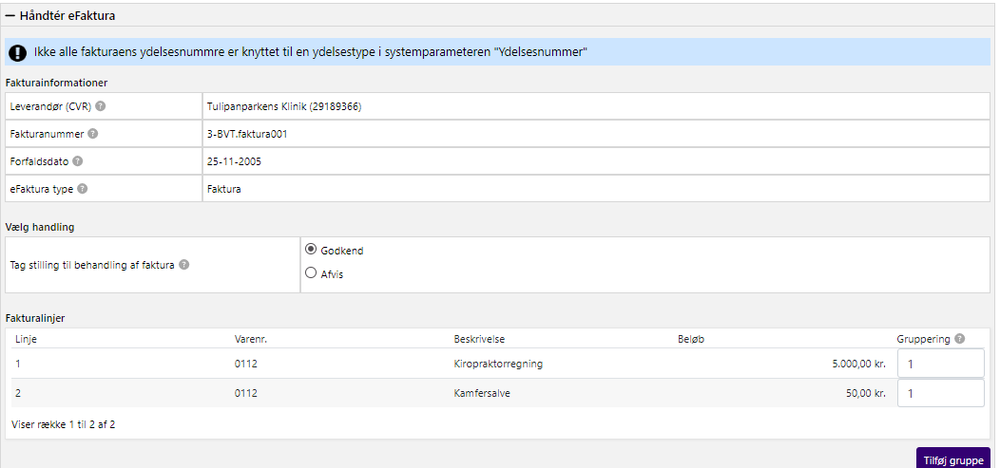 Håndtér eFaktura
Ikke alle fakturaens ydelsesnummre er knyttet til en ydelsestype i systemparameteren "Ydelsesnummer"
Fakturainformationer
Leverandør (CVR) Tulipanparkens Klinik (29189366)
Fakturanummer 3-BVT.faktura001
Forfaldsdato 25-11-2005
eFaktura type Faktura
Vælg handling
Tag stilling til behandling af faktura
Godkend
Afvis
Fakturalinjer
Linje Varenr. Beskrivelse Beløb Gruppering
1 0112 Kiropraktorregning 5.000,00 kr. 1
2 0112 Kamfersalve 50,00 kr. 1
Viser række 1 til 2 af 2
Tilføj gruppe